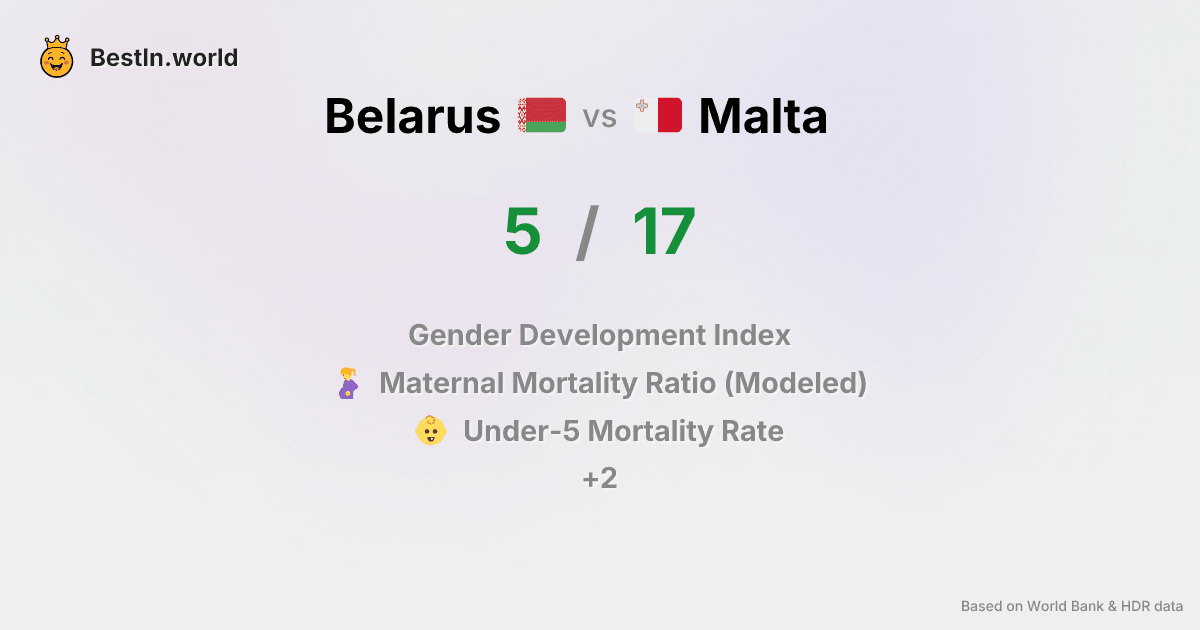 BestIn.world
Belarus vs Malta
5 / 17
Gender Development Index
Maternal Mortality Ratio (Modeled)
Under-5 Mortality Rate
+2
Based on World Bank & HDR data